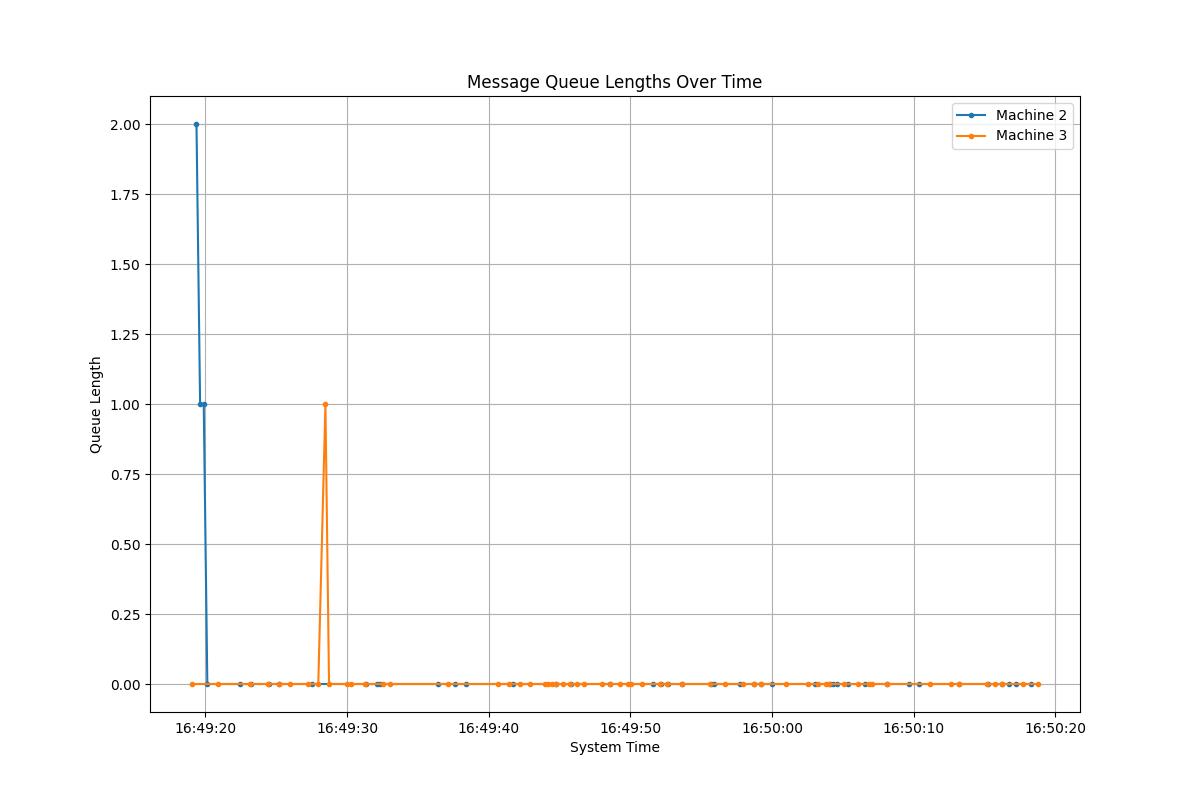 Message Queue Lengths Over Time
Machine 2
Machine 3
2.00
1.75
1.50
1.25
1.00
0.75
0.50
0.25
0.00
Queue Length
16:49:20 16:49:30 16:49:40 16:49:50 16:50:00 16:50:10 16:50:20
System Time